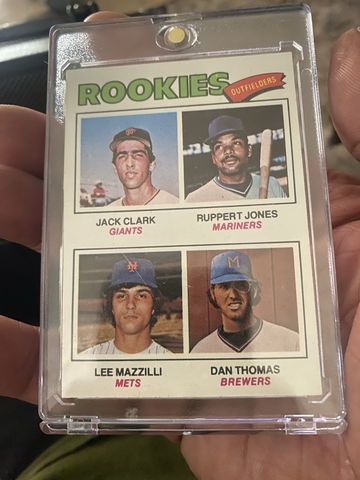 ROOKIES
OUTFIELDERS
JACK CLARK
GIANTS
RUPPERT JONES
MARINERS
LEE MAZZILLI
METS
DAN THOMAS
BREWERS